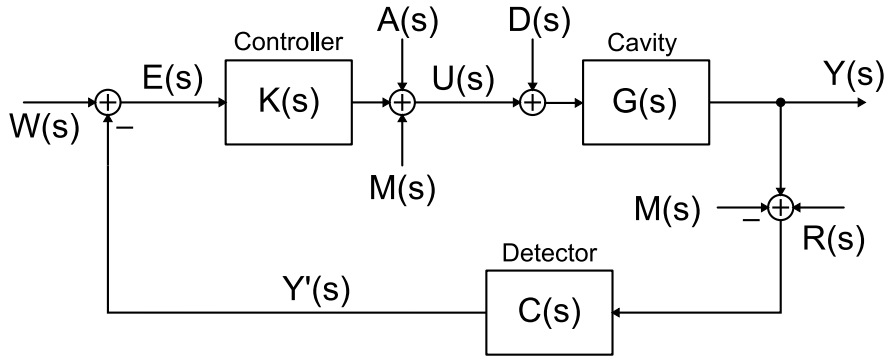 A(s)
D(s)
Controller
Cavity
E(s)
U(s)
Y(s)
K(s)
G(s)
W(s)
M(s)
M(s)
R(s)
Detector
Y'(s)
C(s)